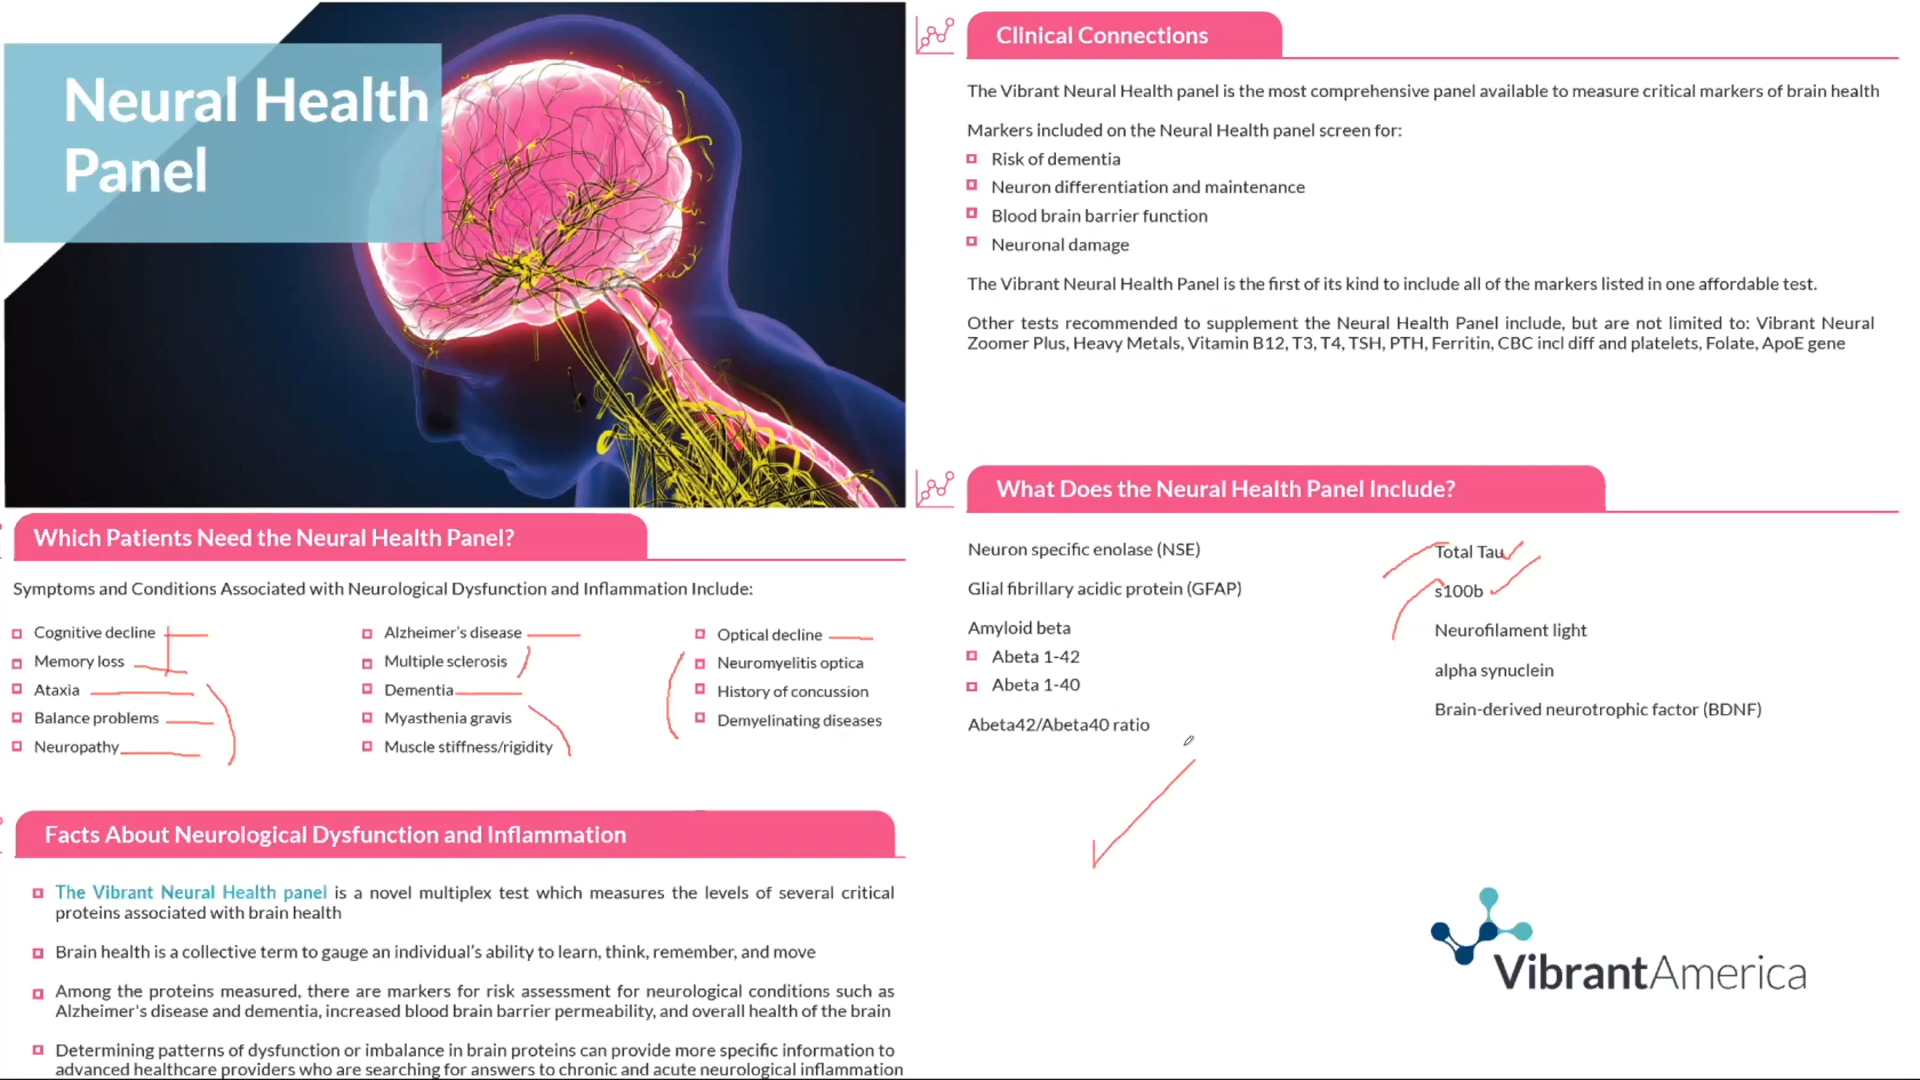 Neural Health
Panel
Which Patients Need the Neural Health Panel?
Symptoms and Conditions Associated with Neurological Dysfunction and Inflammation Include:
Cognitive decline
Memory loss
Ataxia
Balance problems
Neuropathy
Alzheimer's disease
Multiple sclerosis
Dementia
Myasthenia gravis
Muscle stiffness/rigidity
Optical decline
Neuromyelitis optica
History of concussion
Demyelinating diseases
Facts About Neurological Dysfunction and Inflammation
The Vibrant Neural Health panel is a novel multiplex test which measures the levels of several critical
proteins associated with brain health
Brain health is a collective term to gauge an individual's ability to learn, think, remember, and move
Among the proteins measured, there are markers for risk assessment for neurological conditions such as
Alzheimer's disease and dementia, increased blood brain barrier permeability, and overall health of the brain
Determining patterns of dysfunction or imbalance in brain proteins can provide more specific information to
advanced healthcare providers who are searching for answers to chronic and acute neurological inflammation
Clinical Connections
The Vibrant Neural Health panel is the most comprehensive panel available to measure critical markers of brain health
Markers included on the Neural Health panel screen for:
Risk of dementia
Neuron differentiation and maintenance
Blood brain barrier function
Neuronal damage
The Vibrant Neural Health Panel is the first of its kind to include all of the markers listed in one affordable test.
Other tests recommended to supplement the Neural Health Panel include, but are not limited to: Vibrant Neural
Zoomer Plus, Heavy Metals, Vitamin B12, T3, T4, TSH, PTH, Ferritin, CBC incl diff and platelets, Folate, ApoE gene
What Does the Neural Health Panel Include?
Neuron specific enolase (NSE)
Glial fibrillary acidic protein (GFAP)
Amyloid beta
Abeta 1-42
Abeta 1-40
Abeta42/Abeta40 ratio
Total Tau
s100b
Neurofilament light
alpha synuclein
Brain-derived neurotrophic factor (BDNF)
VibrantAmerica